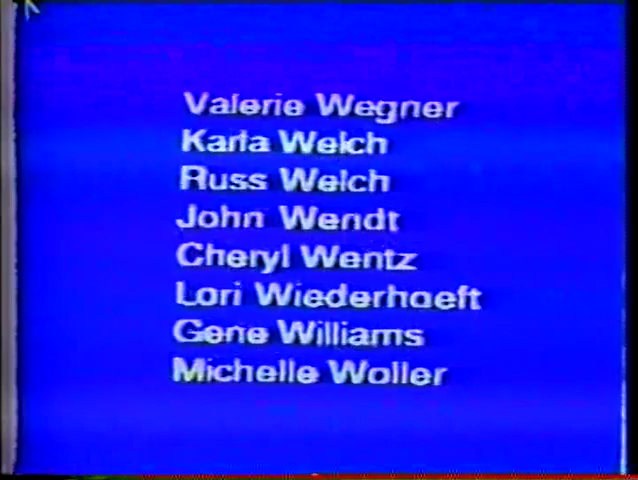 Valerie Wegner
Karla Welch
Russ Welch
John Wendt
Cheryl Wentz
Lori Wiederhoeft
Gene Williams
Michelle Woller